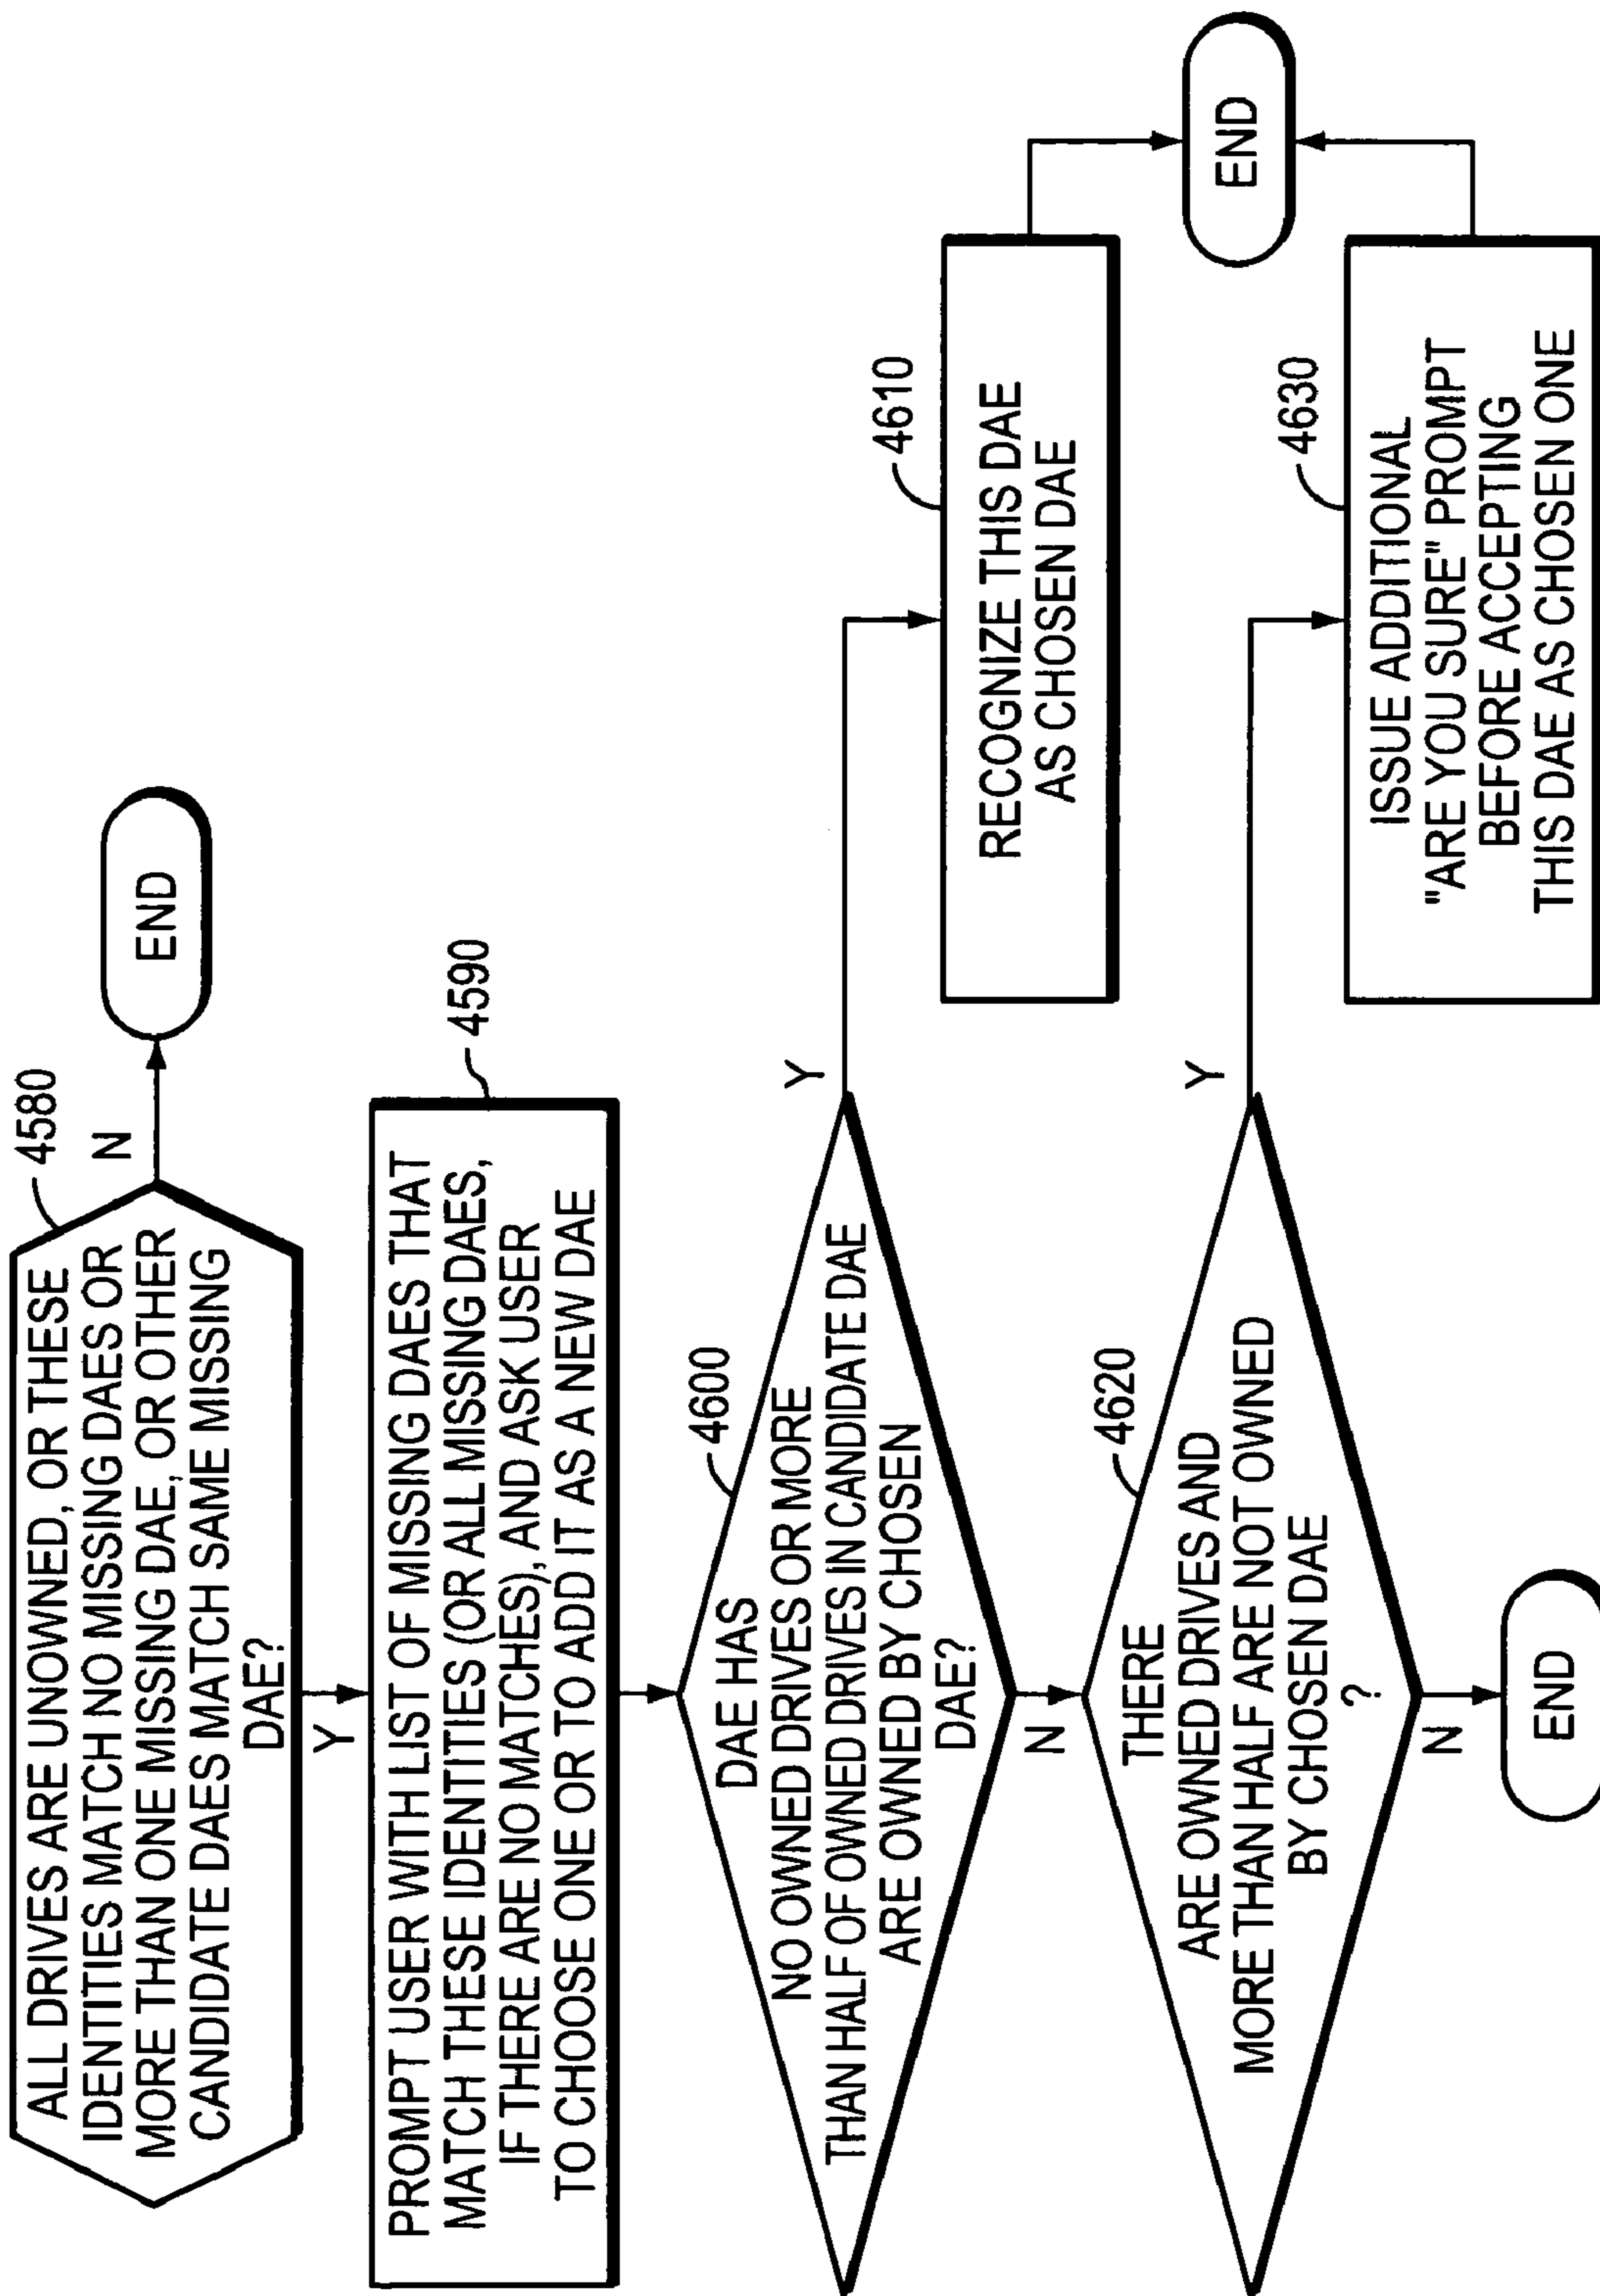 ALL DRIVES ARE UNOWNED, OR THESE
IDENTITIES MATCH NO MISSING DAES OR
MORE THAN ONE MISSING DAE, OR OTHER
CANDIDATE DAES MATCH SAME MISSING
DAE?
4580
N
END
Y
PROMPT USER WITH LIST OF MISSING DAES THAT
MATCH THESE IDENTITIES (OR ALL MISSING DAES,
IF THERE ARE NO MATCHES), AND ASK USER
TO CHOOSE ONE OR TO ADD IT AS A NEW DAE
4590
4600
DAE HAS
NO OWNED DRIVES OR MORE
THAN HALF OF OWNED DRIVES IN CANDIDATE DAE
ARE OWNED BY CHOSEN
DAE?
Y
4610
RECOGNIZE THIS DAE
AS CHOSEN DAE
N
4620
THERE
ARE OWNED DRIVES AND
MORE THAN HALF ARE NOT OWNED
BY CHOSEN DAE
?
Y
4630
ISSUE ADDITIONAL
"ARE YOU SURE" PROMPT
BEFORE ACCEPTING
THIS DAE AS CHOSEN ONE
END
N
END